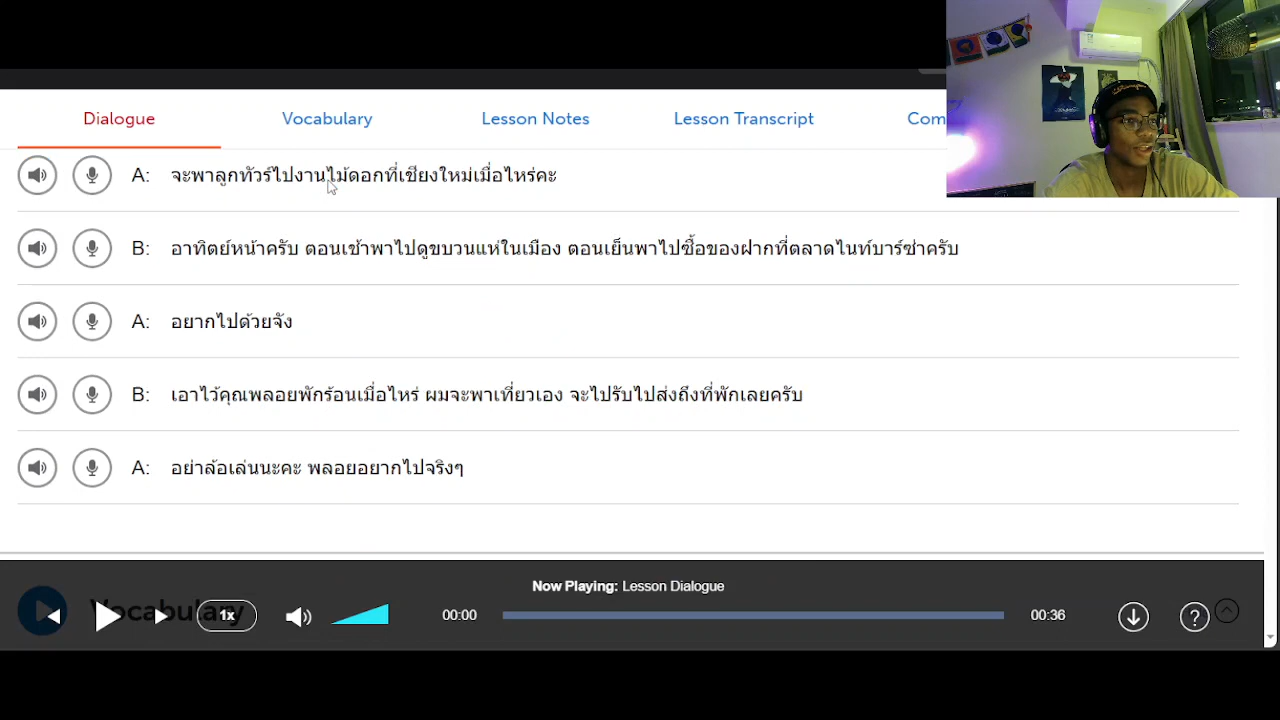 Dialogue
Vocabulary
Lesson Notes
Lesson Transcript
Com
A: จะพาลูกทัวร์ไปงานไม้ดอกที่เชียงใหม่เมื่อไหร่คะ
B: อาทิตย์หน้าครับ ตอนเช้าพาไปดูขบวนแห่ในเมือง ตอนเย็นพาไปซื้อของฝากที่ตลาดไนท์บาร์ซ่าครับ
A: อยากไปด้วยจัง
B: เอาไว้คุณพลอยพักร้อนเมื่อไหร่ ผมจะพาเที่ยวเอง จะไปรับไปส่งถึงที่พักเลยครับ
A: อย่าล้อเล่นนะคะ พลอยอยากไปจริงๆ
Now Playing: Lesson Dialogue
Vocabulary
1x
00:00
00:36
?